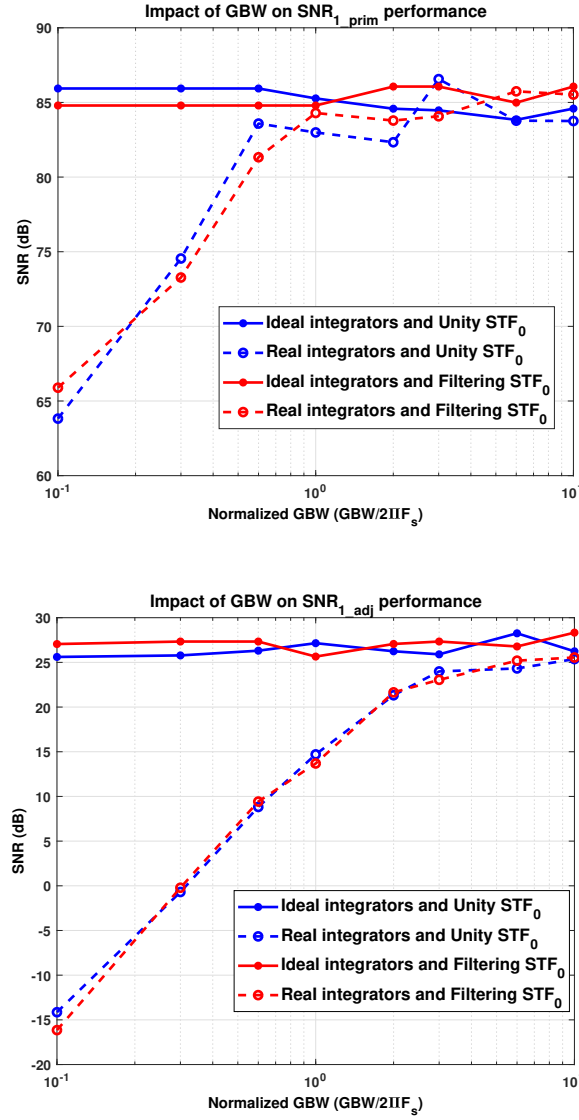 Impact of GBW on SNR1_prim performance
90
85
80
75
70
65
60
SNR (dB)
Ideal integrators and Unity STF0
Real integrators and Unity STF0
Ideal integrators and Filtering STF0
Real integrators and Filtering STF0
10-1 100 10
Normalized GBW (GBW/2ΠFs)
Impact of GBW on SNR1_adj performance
30
25
20
15
10
5
0
-5
-10
-15
-20
SNR (dB)
Ideal integrators and Unity STF0
Real integrators and Unity STF0
Ideal integrators and Filtering STF0
Real integrators and Filtering STF0
10-1 100 10
Normalized GBW (GBW/2ΠFs)